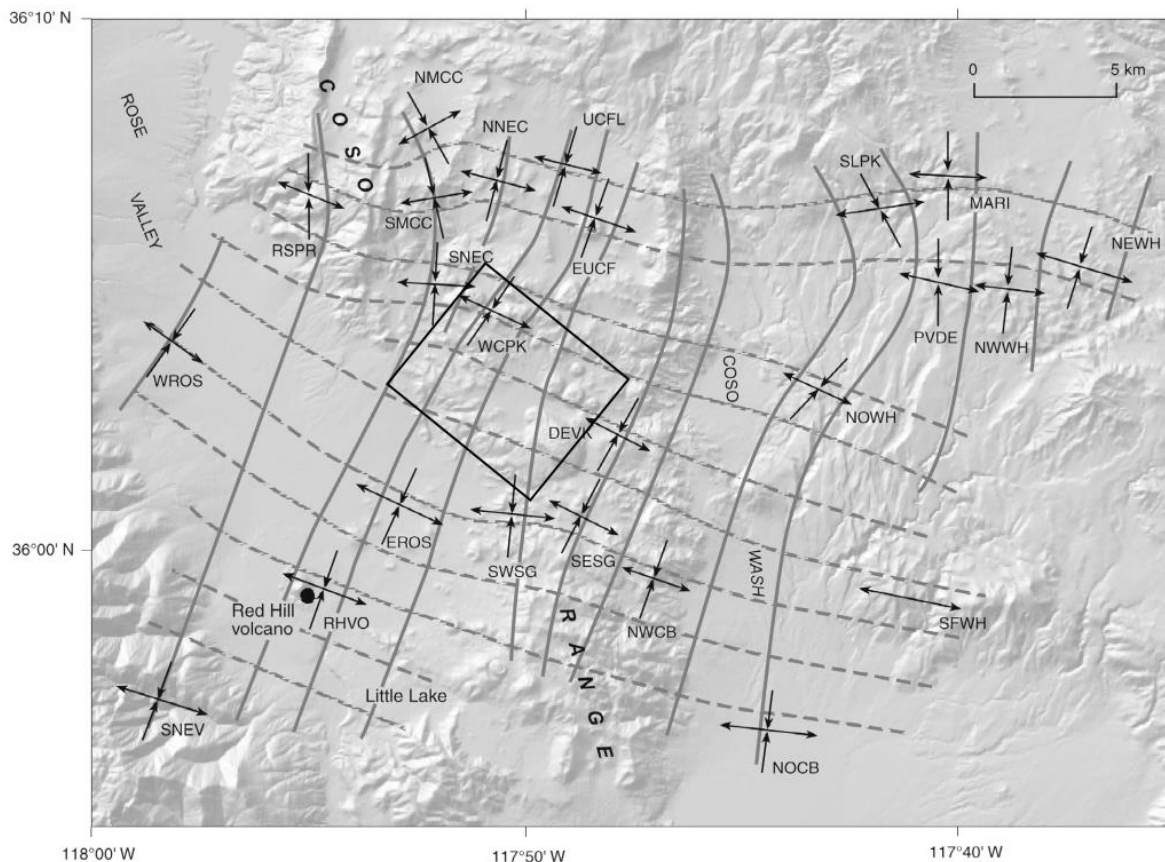 36°10' N
0
5 km
NMCC
COSO
ROSE
NNEC
UCFL
SLPK
MARI
VALLEY
SMCC
NEWH
RSPR
SNEC
EUCF
PVDE
NWWH
WCPK
WROS
COSO
NOWH
DEVK
36°00' N
EROS
SWSG
SESG
WASH
Red Hill
volcano
RHVO
NWCB
SFWH
RANGE
Little Lake
SNEV
NOCB
118°00' W
117°50' W
117°40' W